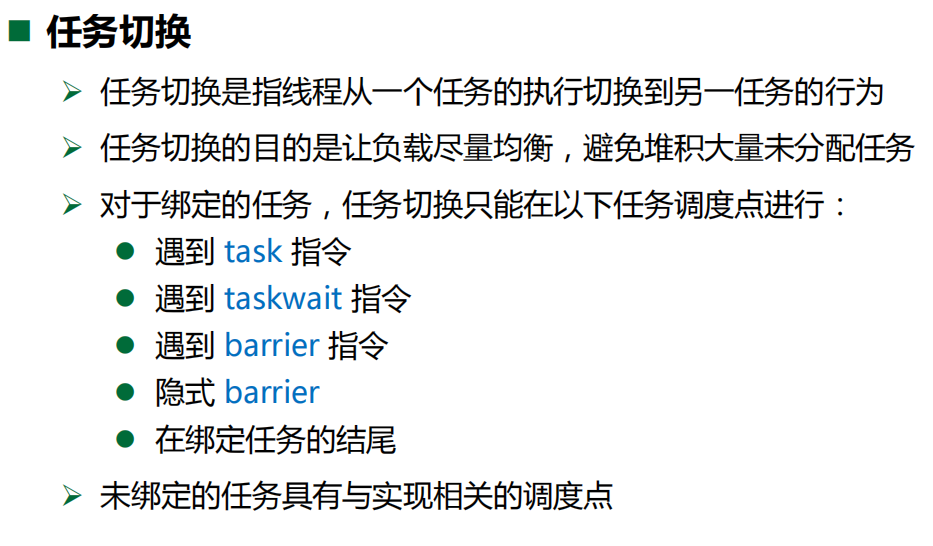 任务切换
任务切换是指线程从一个任务的执行切换到另一任务的行为
任务切换的目的是让负载尽量均衡，避免堆积大量未分配任务
对于绑定的任务，任务切换只能在以下任务调度点进行：
遇到 task 指令
遇到 taskwait 指令
遇到 barrier 指令
隐式 barrier
在绑定任务的结尾
未绑定的任务具有与实现相关的调度点